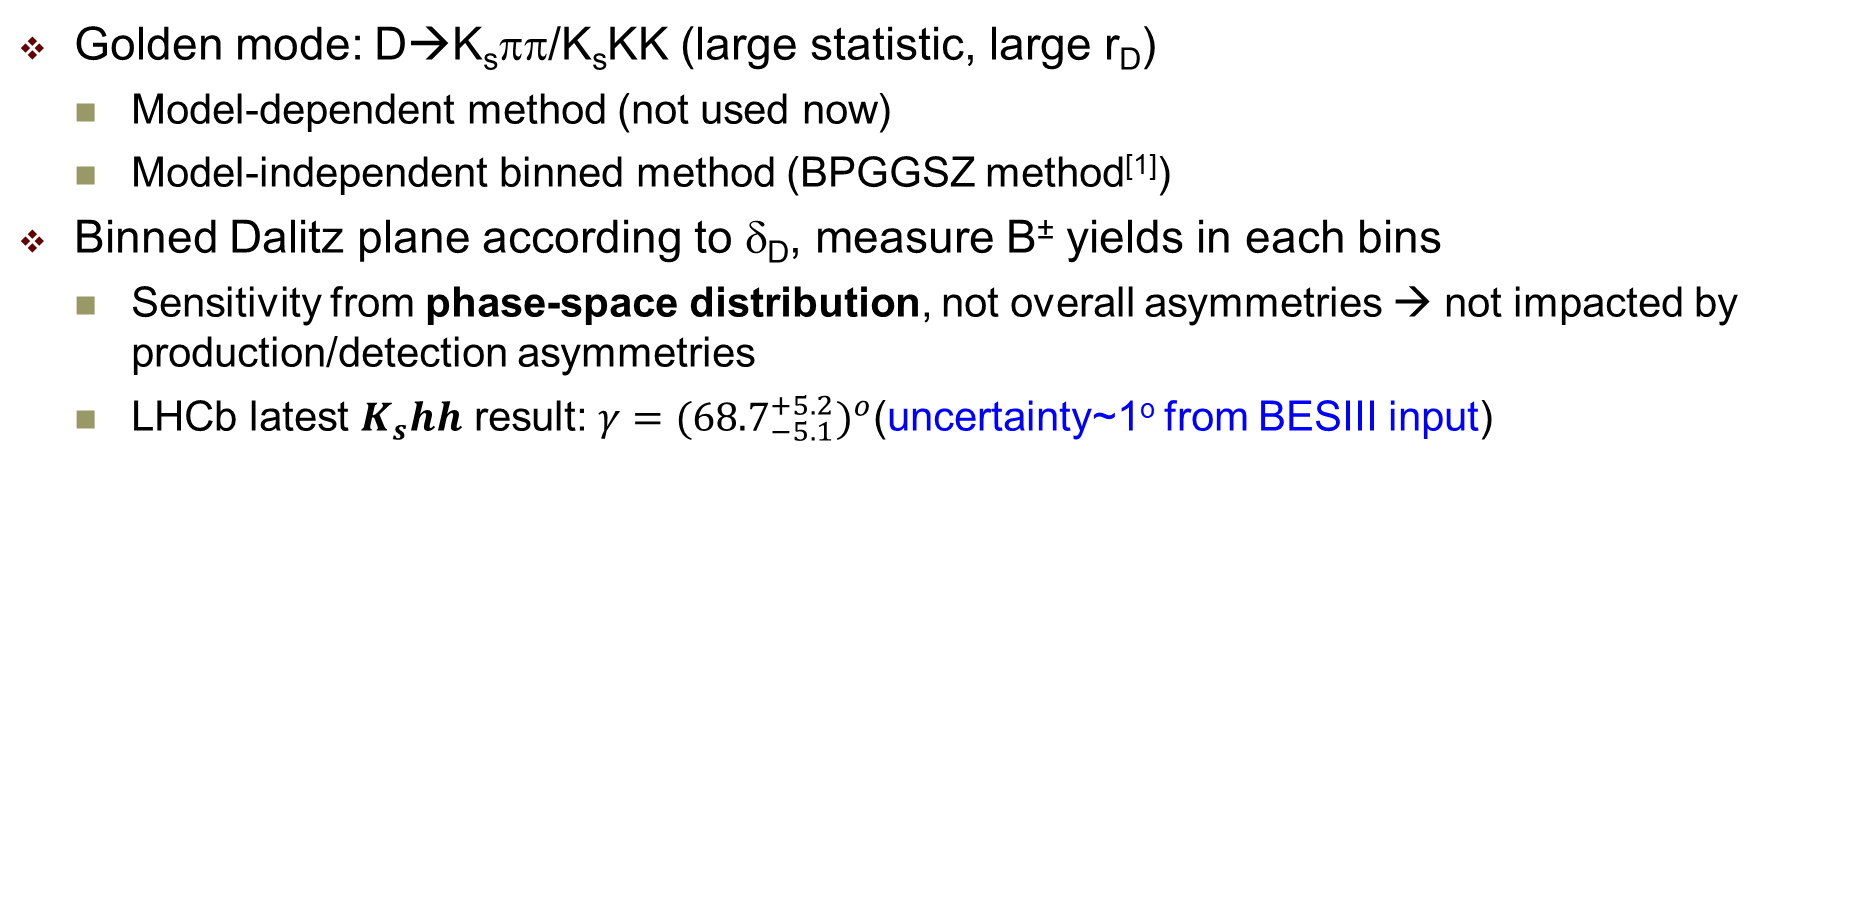 ❖ Golden mode: D→Ksππ/KsKK (large statistic, large rD)
■ Model-dependent method (not used now)
■ Model-independent binned method (BPGGSZ method[1])
❖ Binned Dalitz plane according to δD, measure B± yields in each bins
■ Sensitivity from phase-space distribution, not overall asymmetries → not impacted by
production/detection asymmetries
■ LHCb latest Kshh result: γ = (68.7+5.2−5.1)o(uncertainty~1o from BESIII input)